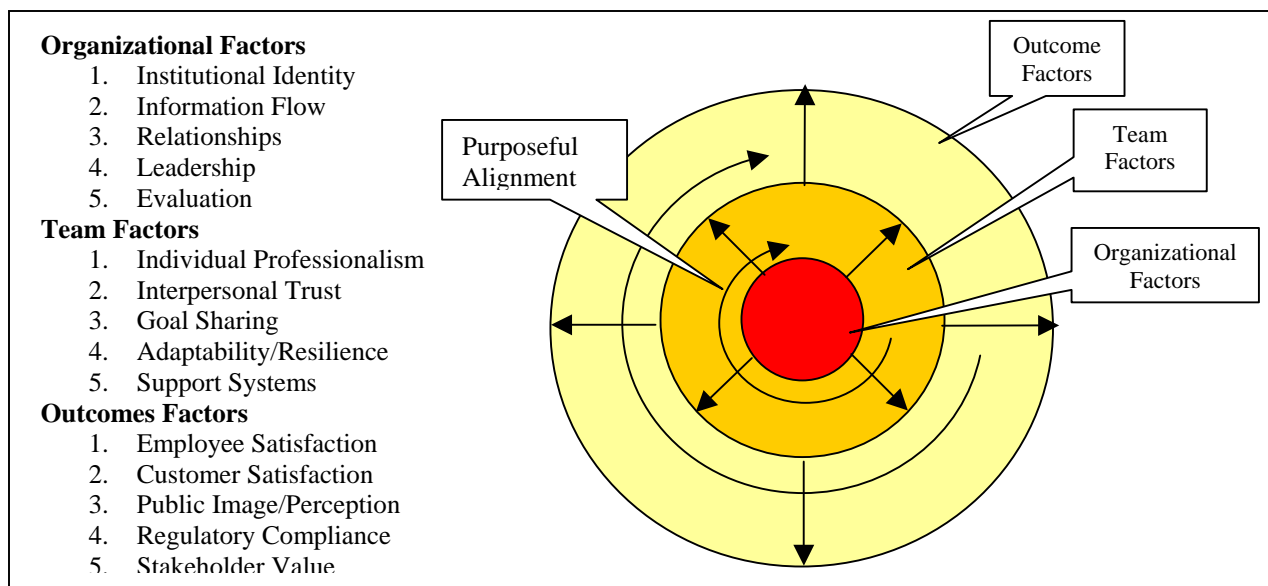 Organizational Factors
1. Institutional Identity
2. Information Flow
3. Relationships
4. Leadership
5. Evaluation
Team Factors
1. Individual Professionalism
2. Interpersonal Trust
3. Goal Sharing
4. Adaptability/Resilience
5. Support Systems
Outcomes Factors
1. Employee Satisfaction
2. Customer Satisfaction
3. Public Image/Perception
4. Regulatory Compliance
5. Stakeholder Value
Purposeful
Alignment
Outcome
Factors
Team
Factors
Organizational
Factors